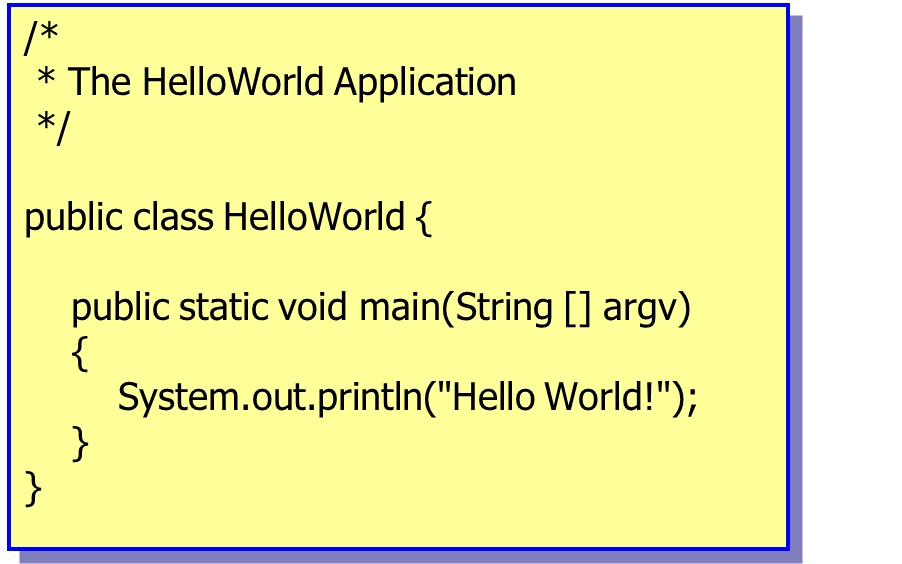 /*
 * The HelloWorld Application
 */
public class HelloWorld {
public static void main(String [] argv)
{
System.out.println("Hello World!");
}
}